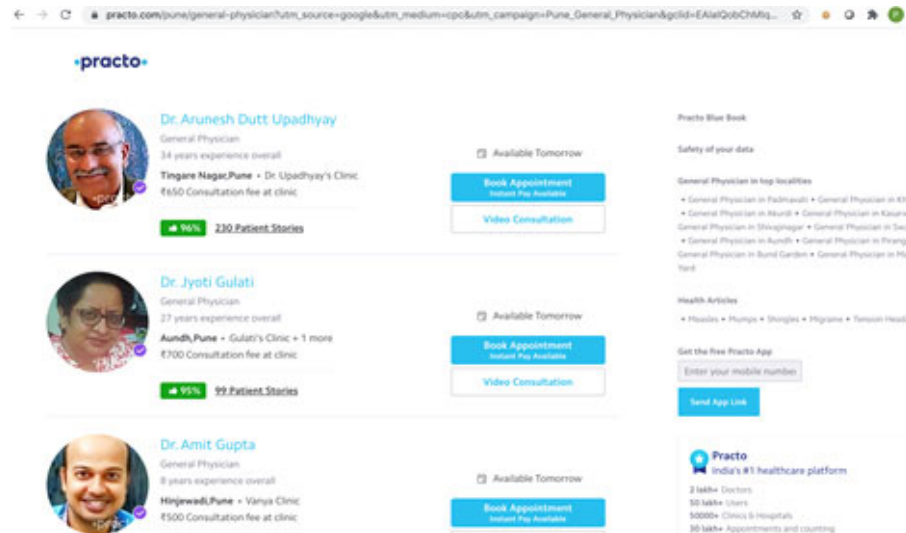 practo.com/pune/general-physician?utm_source=google&utm_medium=cpc&utm_campaign=Pune_General_Physician&gclid=EAIaIQobChMIq...
P
practo
Dr. Arunesh Dutt Upadhyay
General Physician
34 years experience overall
Tingare Nagar,Pune • Dr. Upadhyay's Clinic
₹650 Consultation fee at clinic
96% 230 Patient Stories
Available Tomorrow
Book Appointment
Instant Pay Available
Video Consultation
Dr. Jyoti Gulati
General Physician
27 years experience overall
Aundh,Pune • Gulati's Clinic + 1 more
₹700 Consultation fee at clinic
95% 99 Patient Stories
Available Tomorrow
Book Appointment
Instant Pay Available
Video Consultation
Dr. Amit Gupta
General Physician
8 years experience overall
Hinjewadi,Pune • Vanya Clinic
₹500 Consultation fee at clinic
Available Tomorrow
Book Appointment
Instant Pay Available
Practo Blue Book
Safety of your data
General Physician in top localities
• General Physician in Padmavati • General Physician in
• General Physician in Akurdi • General Physician in
General Physician in Shivajinagar • General Physician in
• General Physician in Aundh • General Physician in
General Physician in Bund Garden • General Physician in
Yard
Health Articles
• Measles • Mumps • Shingles • Migraine • Tension
Get the Free Practo App
Enter your mobile number
Send App Link
Practo
India's #1 healthcare platform
2 lakh+ Doctors
50 lakh+ Users
50000+ Clinics & Hospitals
30 lakh+ Appointments and counting